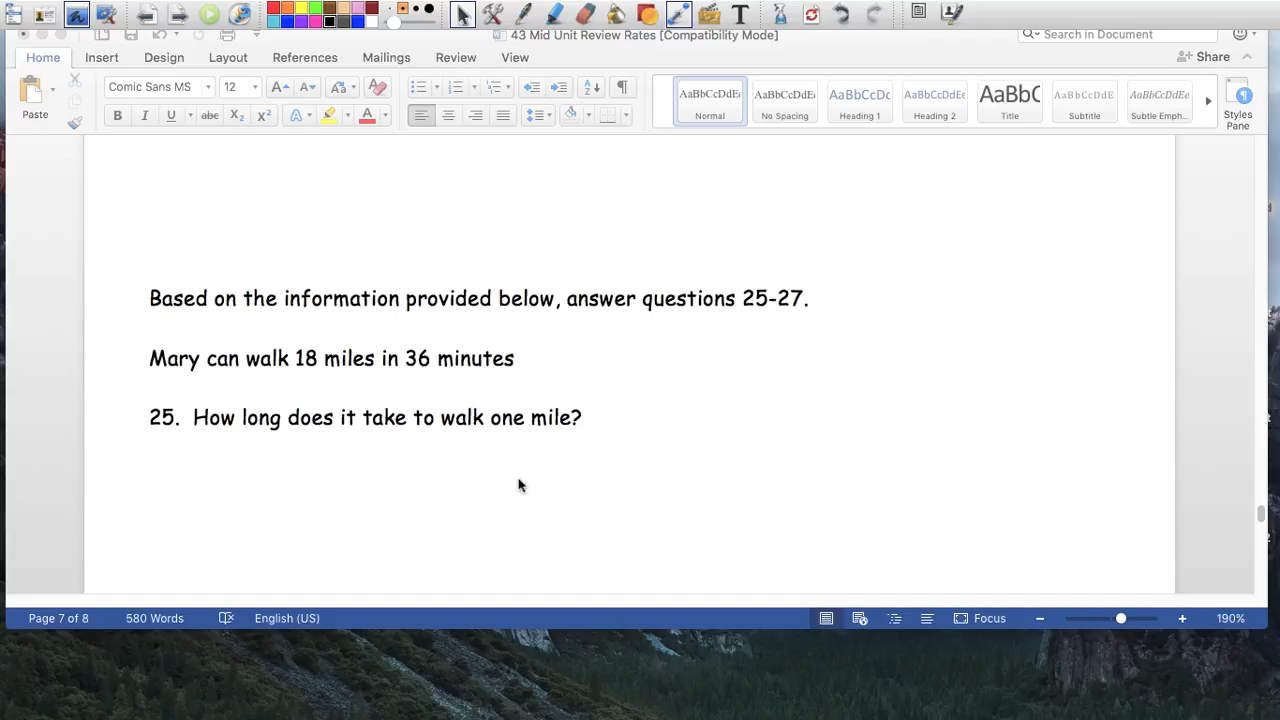 43 Mid Unit Review Rates [Compatibility Mode]
Search in Document
Home Insert Design Layout References Mailings Review View
Share
Paste
Comic Sans MS 12
B I U abc X₂ X² A A
AaBbCcDdEe AaBbCcDdEe AaBbCcDc AaBbCcDdEe AaBbC AaBbCcDdE AaBbCcDdEe
Normal No Spacing Heading 1 Heading 2 Title Subtitle Subtle Emph...
Styles Pane
Based on the information provided below, answer questions 25-27.
Mary can walk 18 miles in 36 minutes
25. How long does it take to walk one mile?
Page 7 of 8 580 Words English (US) Focus 190%